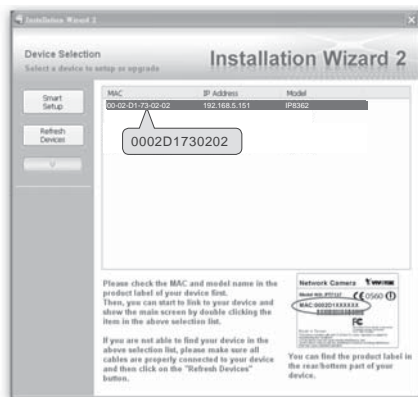 Installation Wizard 2
Device Selection
Select a device to setup or upgrade
Installation Wizard 2
Smart
Setup
Refresh
Devices
MAC IP Address Model
00-02-D1-73-02-02 192.168.5.151 IP8362
0002D1730202
Please check the MAC and model name in the
product label of your device first.
Then, you can start to link to your device and
show the main screen by double clicking the
item in the above selection list.
If you are not able to find your device in the
above selection list, please make sure all
cables are properly connected to your device
and then click on the "Refresh Devices"
button.
Network Camera VIVOTEK
0560
MAC:0002D1XXXXXX
FC
You can find the product label in
the rear/bottom part of your
device.